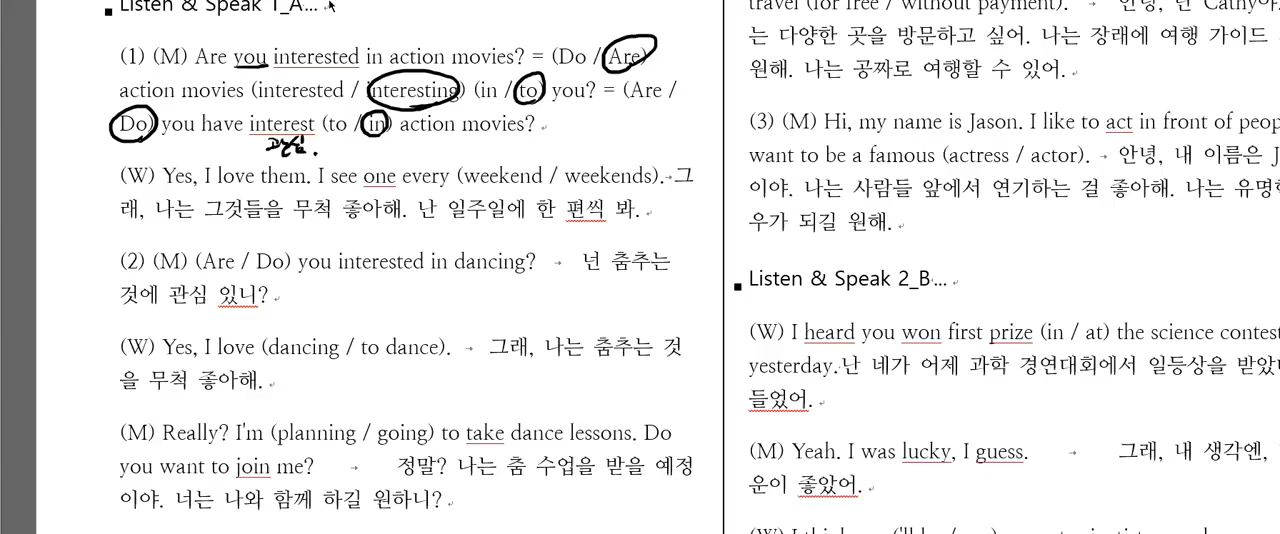 Listen & Speak 1_A...
(1) (M) Are you interested in action movies? = (Do / Are)
action movies (interested / interesting) (in / to) you? = (Are /
Do) you have interest (to / in) action movies?
관심.
(W) Yes, I love them. I see one every (weekend / weekends).→그
래, 나는 그것들을 무척 좋아해. 난 일주일에 한 편씩 봐.
(2) (M) (Are / Do) you interested in dancing? → 넌 춤추는
것에 관심 있니?
(W) Yes, I love (dancing / to dance). → 그래, 나는 춤추는 것
을 무척 좋아해.
(M) Really? I'm (planning / going) to take dance lessons. Do
you want to join me? → 정말? 나는 춤 수업을 받을 예정
이야. 너는 나와 함께 하길 원하니?
travel (for free / without payment). → 안녕, 난 Cathy야
는 다양한 곳을 방문하고 싶어. 나는 장래에 여행 가이드
원해. 나는 공짜로 여행할 수 있어.
(3) (M) Hi, my name is Jason. I like to act in front of peop
want to be a famous (actress / actor). → 안녕, 내 이름은 J
이야. 나는 사람들 앞에서 연기하는 걸 좋아해. 나는 유명한
우가 되길 원해.
Listen & Speak 2_B...
(W) I heard you won first prize (in / at) the science contest
yesterday. 난 네가 어제 과학 경연대회에서 일등상을 받았다
들었어.
(M) Yeah. I was lucky, I guess. → 그래, 내 생각엔,
운이 좋았어.